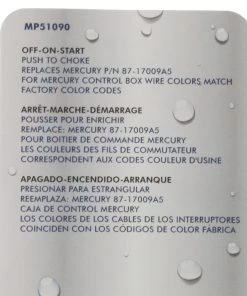 MP51090
OFF-ON-START
PUSH TO CHOKE
REPLACES MERCURY P/N 87-17009A5
FOR MERCURY CONTROL BOX WIRE COLORS MATCH
FACTORY COLOR CODES
ARRÊT-MARCHE-DÉMARRAGE
POUSSER POUR ENRICHIR
REMPLACE: MERCURY 87-17009A5
POUR BOITIER DE COMMANDE MERCURY
LES COULEURS DES FILS DE COMMUTATEUR
CORRESPONDENT AUX CODES COULEUR D'USINE
APAGADO-ENCENDIDO-ARRANQUE
PRESIONAR PARA ESTRANGULAR
REEMPLAZA: MERCURY 87-17009A5
CAJA DE CONTROL MERCURY
LOS COLORES DE LOS CABLES DE LOS INTERRUPTORES
COINCIDEN CON LOS CÓDIGOS DE COLOR FÁBRICA